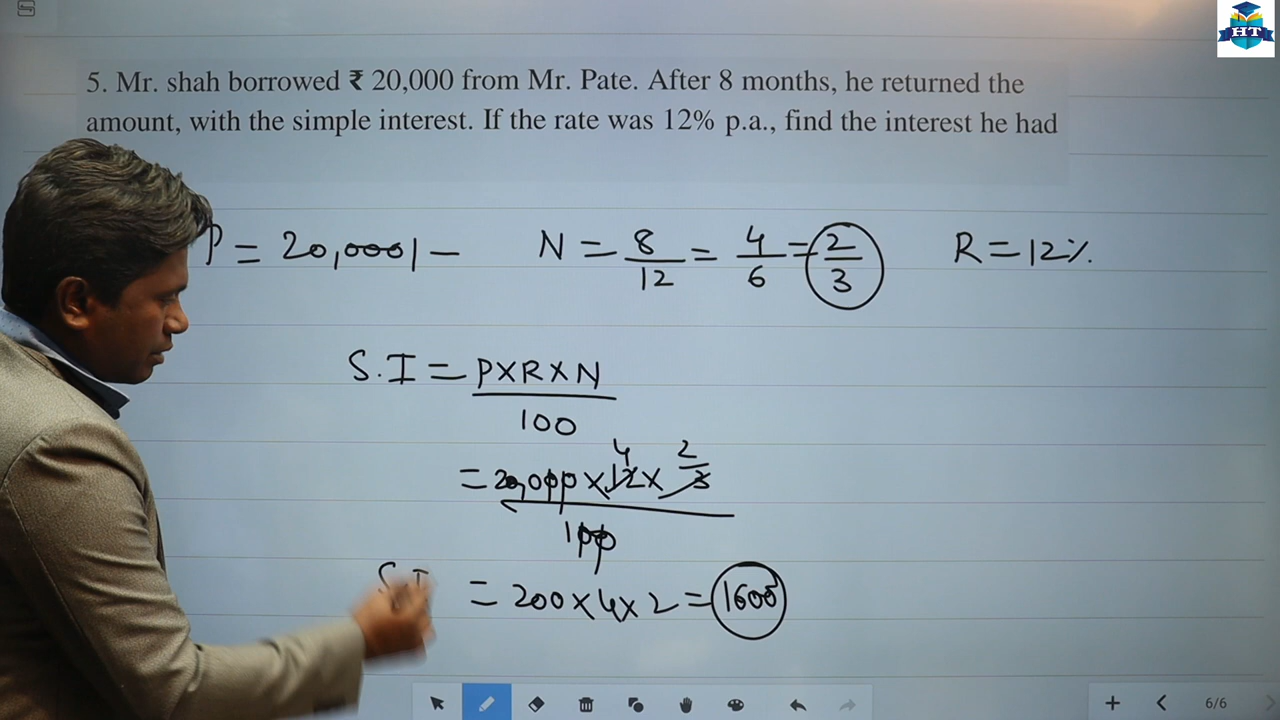 HT
5. Mr. shah borrowed ₹ 20,000 from Mr. Pate. After 8 months, he returned the
amount, with the simple interest. If the rate was 12% p.a., find the interest he had
P = 20,000/- N = 8/12 = 4/6 = 2/3 R = 12%.
S.I = P×R×N
100
= 20,000 × 12 4 × 2/3
100
S.I = 200 × 4 × 2 = 1600
6/6